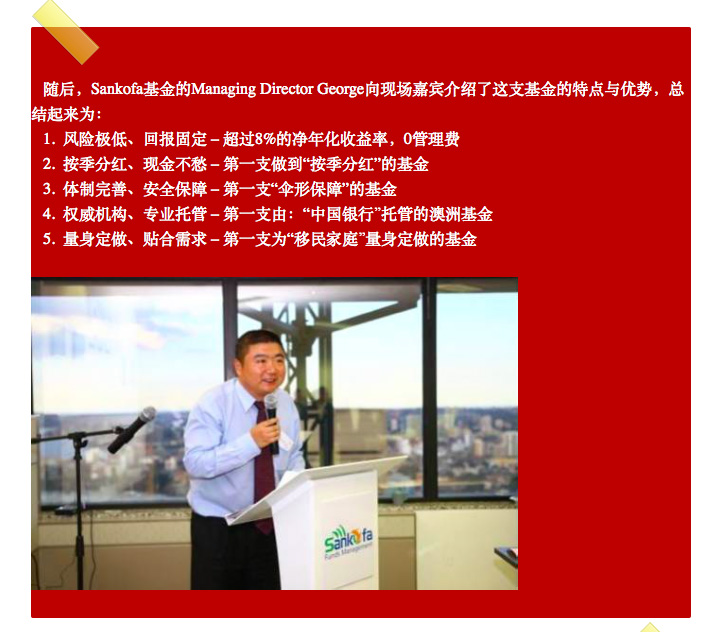 随后，Sankofa基金的Managing Director George向现场嘉宾介绍了这支基金的特点与优势，总
结起来为：
1. 风险极低、回报固定 – 超过8%的净年化收益率，0管理费
2. 按季分红、现金不愁 – 第一支做到“按季分红”的基金
3. 体制完善、安全保障 – 第一支“伞形保障”的基金
4. 权威机构、专业托管 – 第一支由：“中国银行”托管的澳洲基金
5. 量身定做、贴合需求 – 第一支为“移民家庭”量身定做的基金
Sankofa
Funds Management